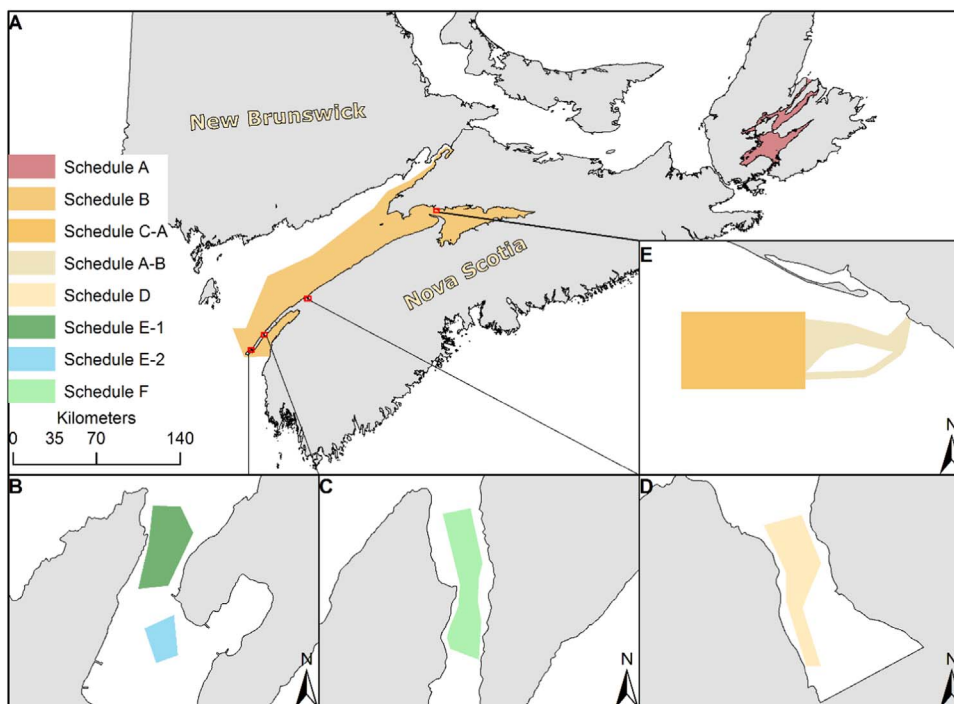 A
New Brunswick
Schedule A
Schedule B
Schedule C-A
Schedule A-B
Schedule D
Schedule E-1
Schedule E-2
Schedule F
Kilometers
0 35 70 140
Nova Scotia
E
N
B
N
C
N
D
N